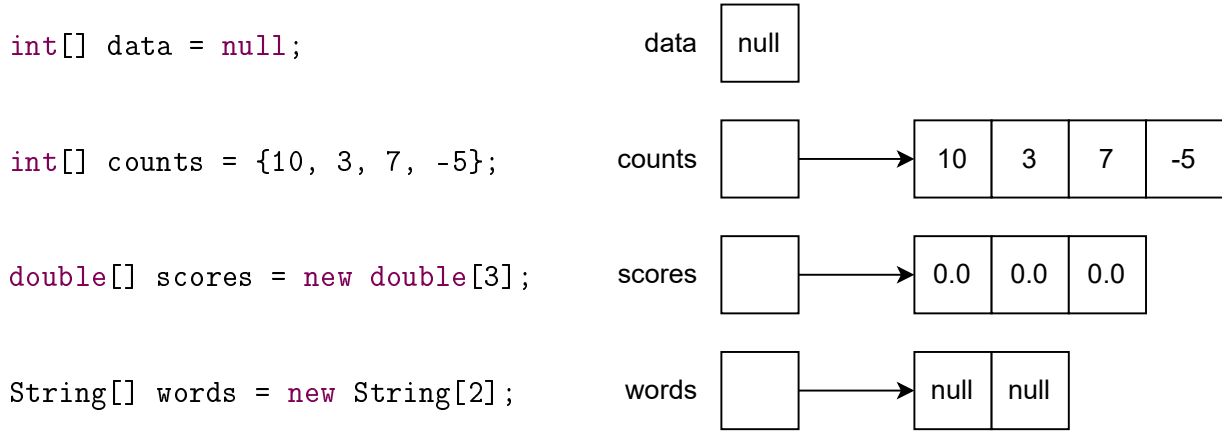 int[] data = null; data null
int[] counts = {10, 3, 7, -5}; counts 10 3 7 -5
double[] scores = new double[3]; scores 0.0 0.0 0.0
String[] words = new String[2]; words null null